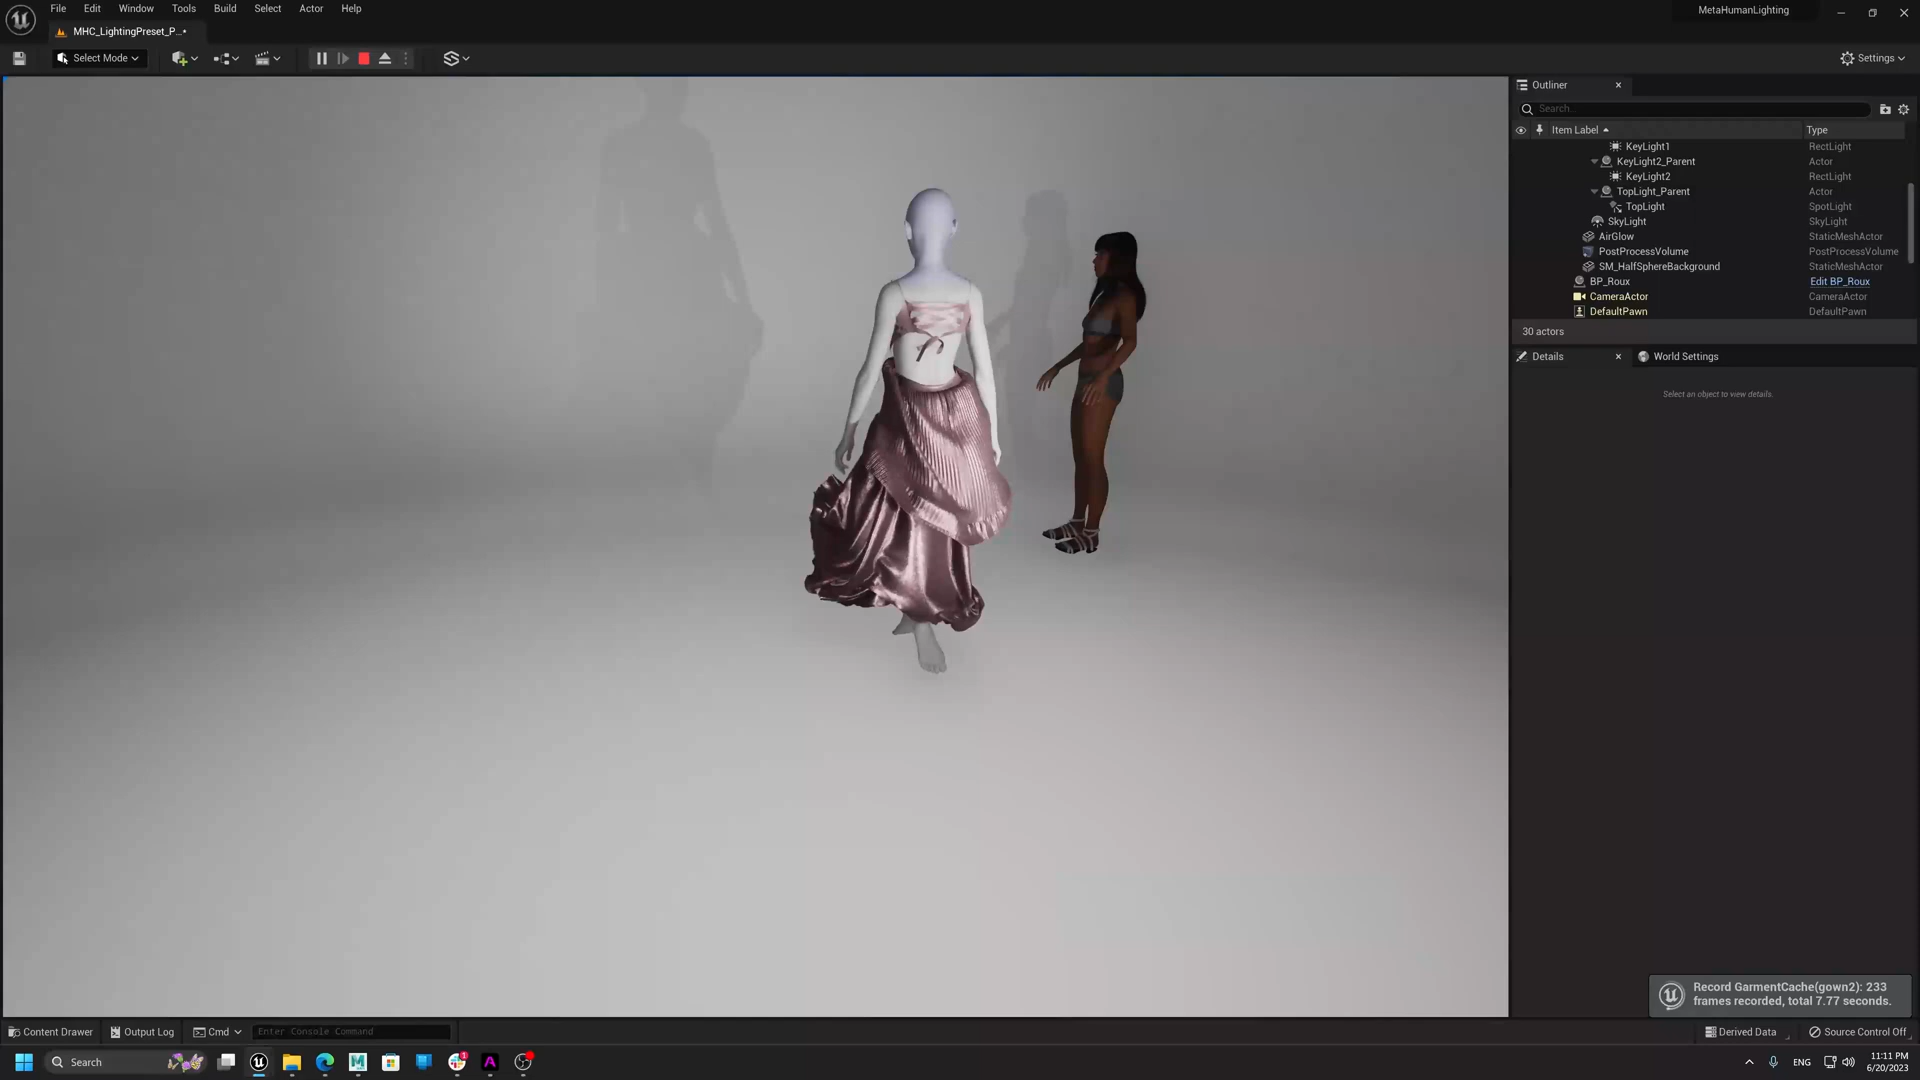 File Edit Window Tools Build Select Actor Help
MetaHumanLighting
MHC_LightingPreset_P...*
Select Mode
Settings
Outliner
Search...
Item Label Type
KeyLight1 RectLight
KeyLight2_Parent Actor
KeyLight2 RectLight
TopLight_Parent Actor
TopLight SpotLight
SkyLight SkyLight
AirGlow StaticMeshActor
PostProcessVolume PostProcessVolume
SM_HalfSphereBackground StaticMeshActor
BP_Roux Edit BP_Roux
CameraActor CameraActor
DefaultPawn DefaultPawn
30 actors
Details World Settings
Select an object to view details.
Record GarmentCache(gown2): 233
frames recorded, total 7.77 seconds.
Content Drawer Output Log Cmd Enter Console Command Derived Data Source Control Off
Search
1
ENG
11:11 PM
6/20/2023